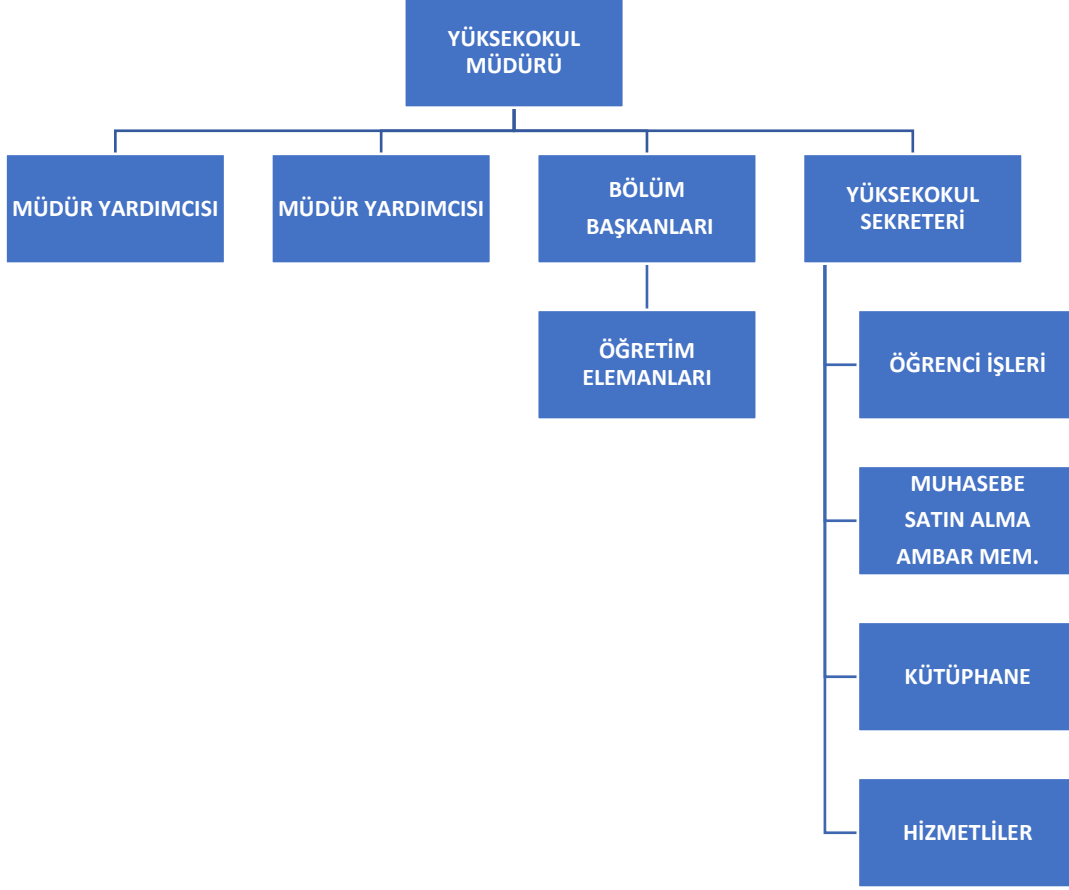 YÜKSEKOKUL
MÜDÜRÜ
MÜDÜR YARDIMCISI
MÜDÜR YARDIMCISI
BÖLÜM
BAŞKANLARI
YÜKSEKOKUL
SEKRETERİ
ÖĞRETİM
ELEMANLARI
ÖĞRENCİ İŞLERİ
MUHASEBE
SATIN ALMA
AMBAR MEM.
KÜTÜPHANE
HİZMETLİLER